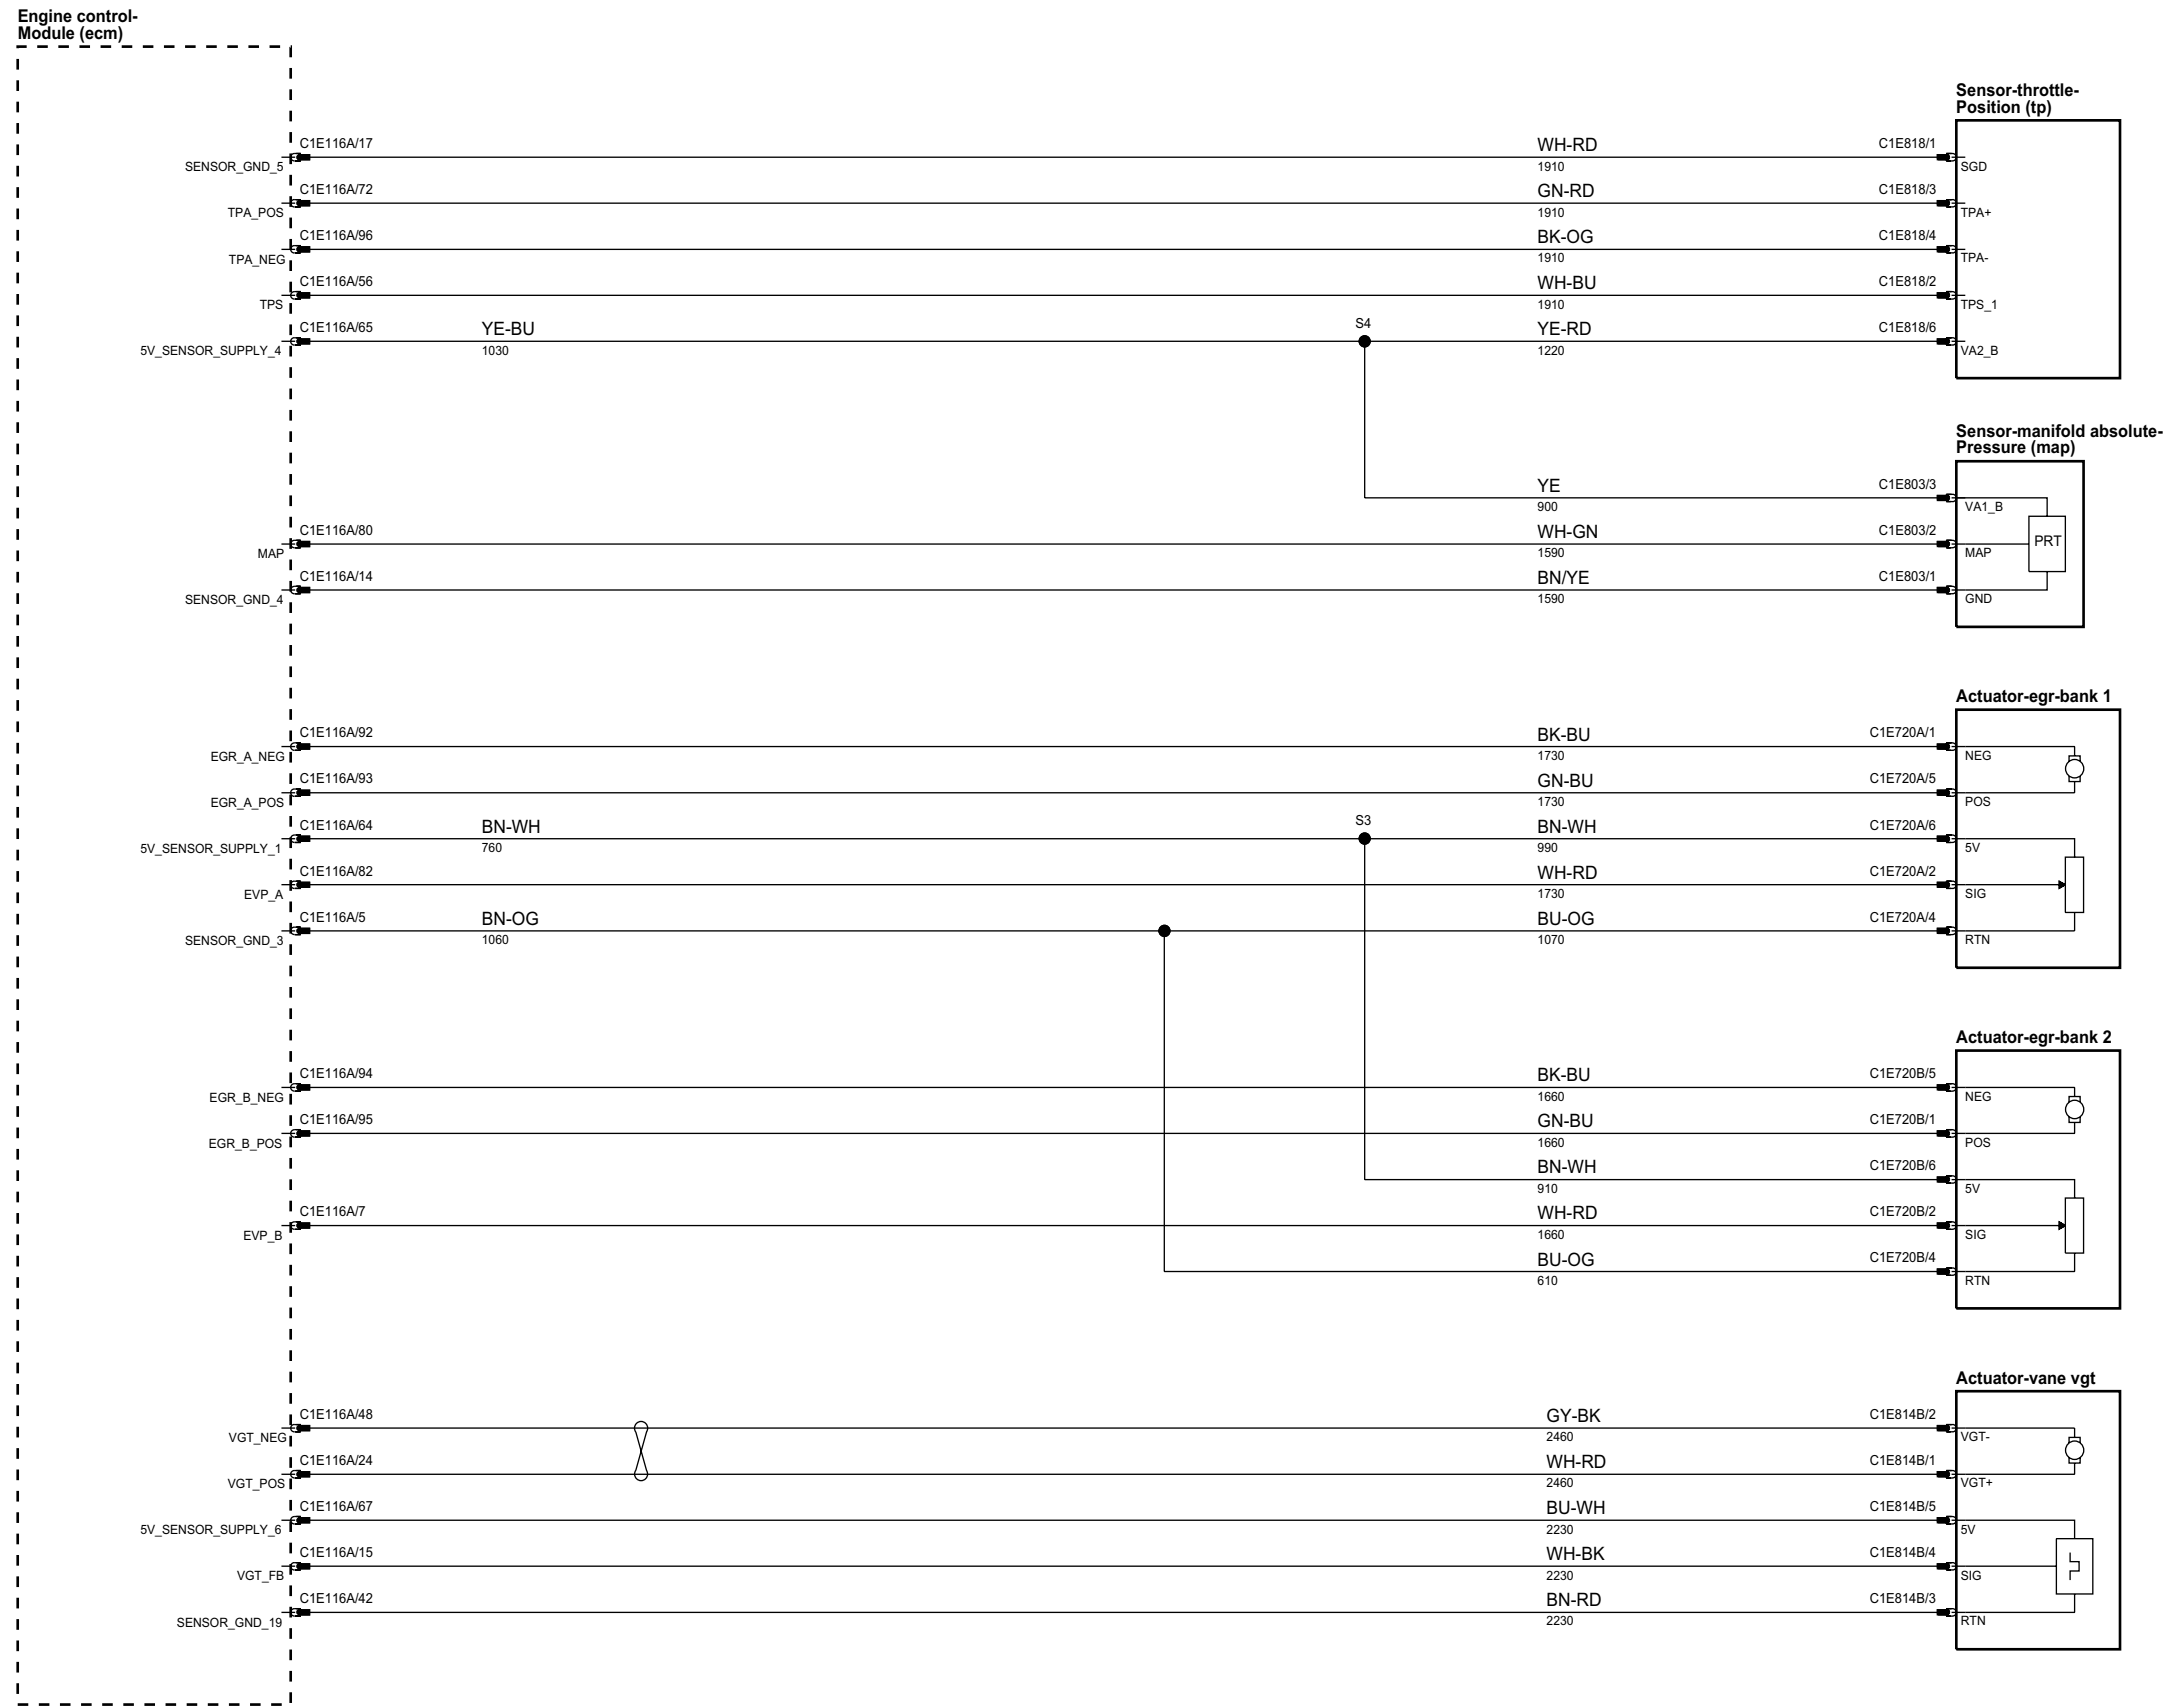 Engine control-
Module (ecm)
Sensor-throttle-
Position (tp)
C1E116A/17 WH-RD C1E818/1
SENSOR_GND_5 1910 SGD
C1E116A/72 GN-RD C1E818/3
TPA_POS 1910 TPA+
C1E116A/96 BK-OG C1E818/4
TPA_NEG 1910 TPA-
C1E116A/56 WH-BU C1E818/2
TPS 1910 TPS_1
C1E116A/65 YE-BU S4 YE-RD C1E818/6
5V_SENSOR_SUPPLY_4 1030 1220 VA2_B
Sensor-manifold absolute-
Pressure (map)
YE C1E803/3
900 VA1_B
C1E116A/80 WH-GN C1E803/2
PRT
MAP 1590 MAP
C1E116A/14 BN/YE C1E803/1
SENSOR_GND_4 1590 GND
Actuator-egr-bank 1
C1E116A/92 BK-BU C1E720A/1
EGR_A_NEG 1730 NEG
C1E116A/93 GN-BU C1E720A/5
EGR_A_POS 1730 POS
C1E116A/64 BN-WH S3 BN-WH C1E720A/6
5V_SENSOR_SUPPLY_1 760 990 5V
C1E116A/82 WH-RD C1E720A/2
EVP_A 1730 SIG
C1E116A/5 BN-OG BU-OG C1E720A/4
SENSOR_GND_3 1060 1070 RTN
Actuator-egr-bank 2
C1E116A/94 BK-BU C1E720B/5
EGR_B_NEG 1660 NEG
C1E116A/95 GN-BU C1E720B/1
EGR_B_POS 1660 POS
BN-WH C1E720B/6
910 5V
C1E116A/7 WH-RD C1E720B/2
EVP_B 1660 SIG
BU-OG C1E720B/4
610 RTN
Actuator-vane vgt
C1E116A/48 GY-BK C1E814B/2
VGT_NEG 2460 VGT-
C1E116A/24 WH-RD C1E814B/1
VGT_POS 2460 VGT+
C1E116A/67 BU-WH C1E814B/5
5V_SENSOR_SUPPLY_6 2230 5V
C1E116A/15 WH-BK C1E814B/4
VGT_FB 2230 SIG
C1E116A/42 BN-RD C1E814B/3
SENSOR_GND_19 2230 RTN